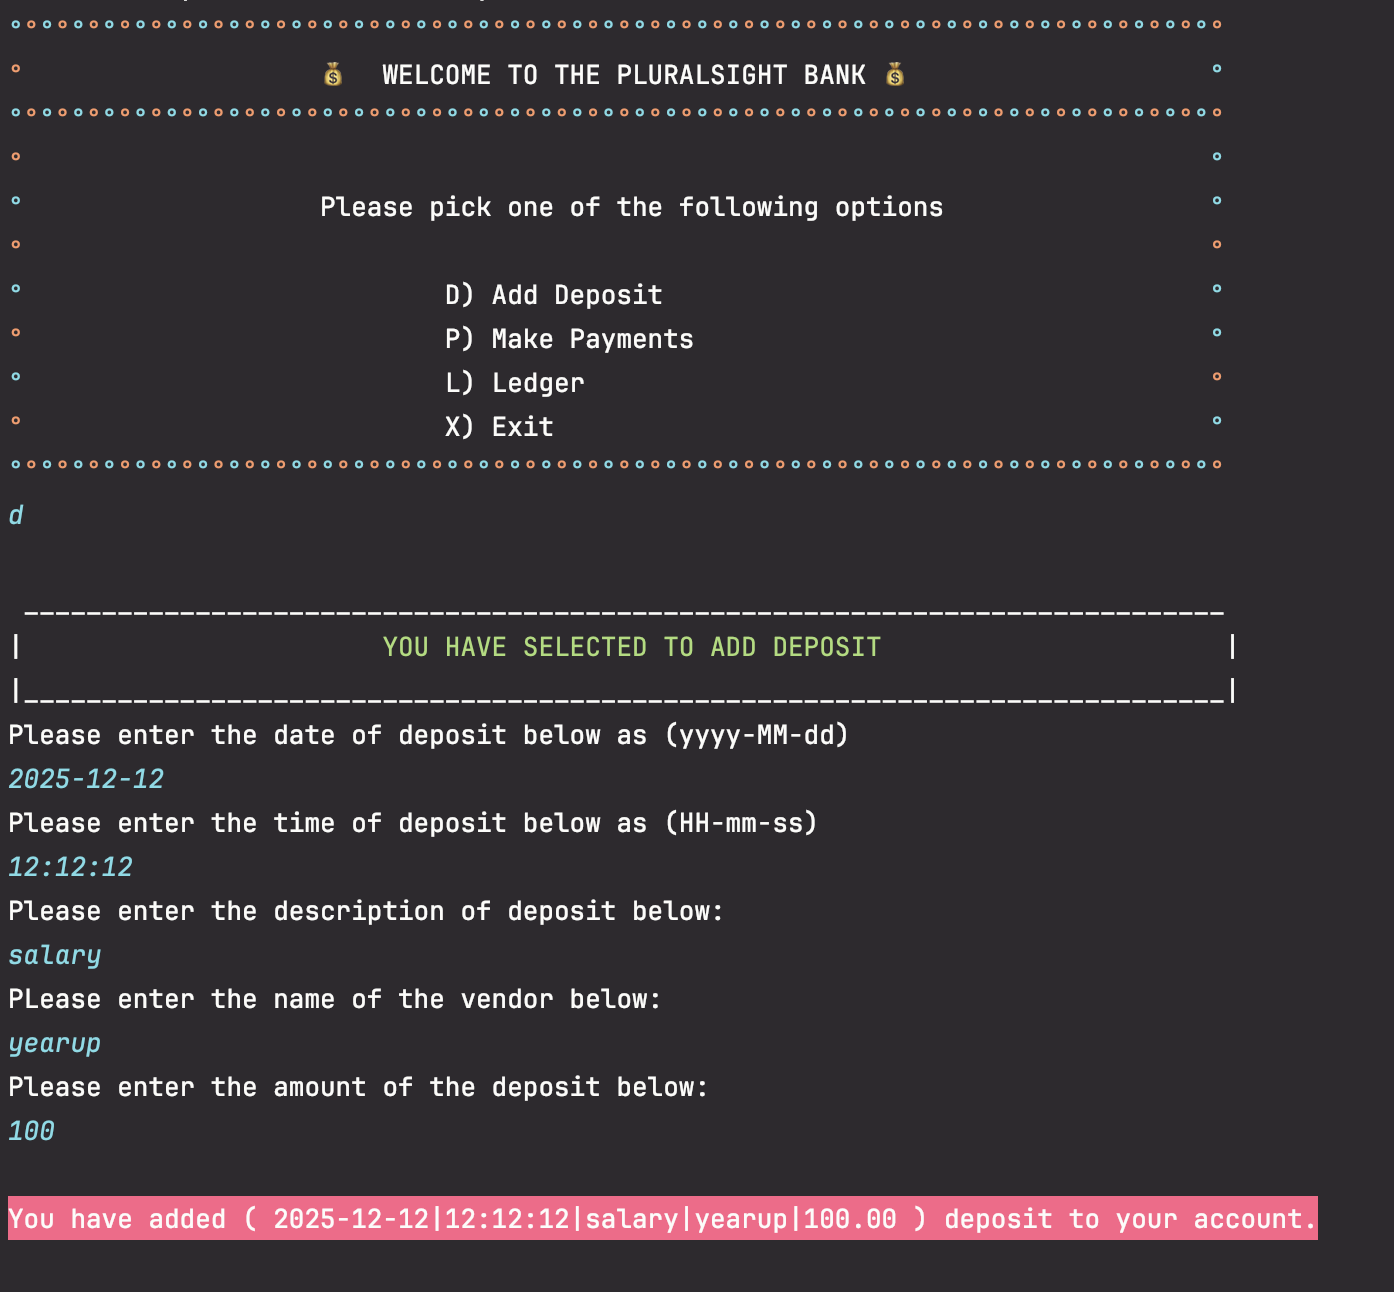 WELCOME TO THE PLURALSIGHT BANK
Please pick one of the following options
D) Add Deposit
P) Make Payments
L) Ledger
X) Exit
d
YOU HAVE SELECTED TO ADD DEPOSIT
Please enter the date of deposit below as (yyyy-MM-dd)
2025-12-12
Please enter the time of deposit below as (HH-mm-ss)
12:12:12
Please enter the description of deposit below:
salary
PLease enter the name of the vendor below:
yearup
Please enter the amount of the deposit below:
100
You have added ( 2025-12-12|12:12:12|salary|yearup|100.00 ) deposit to your account.